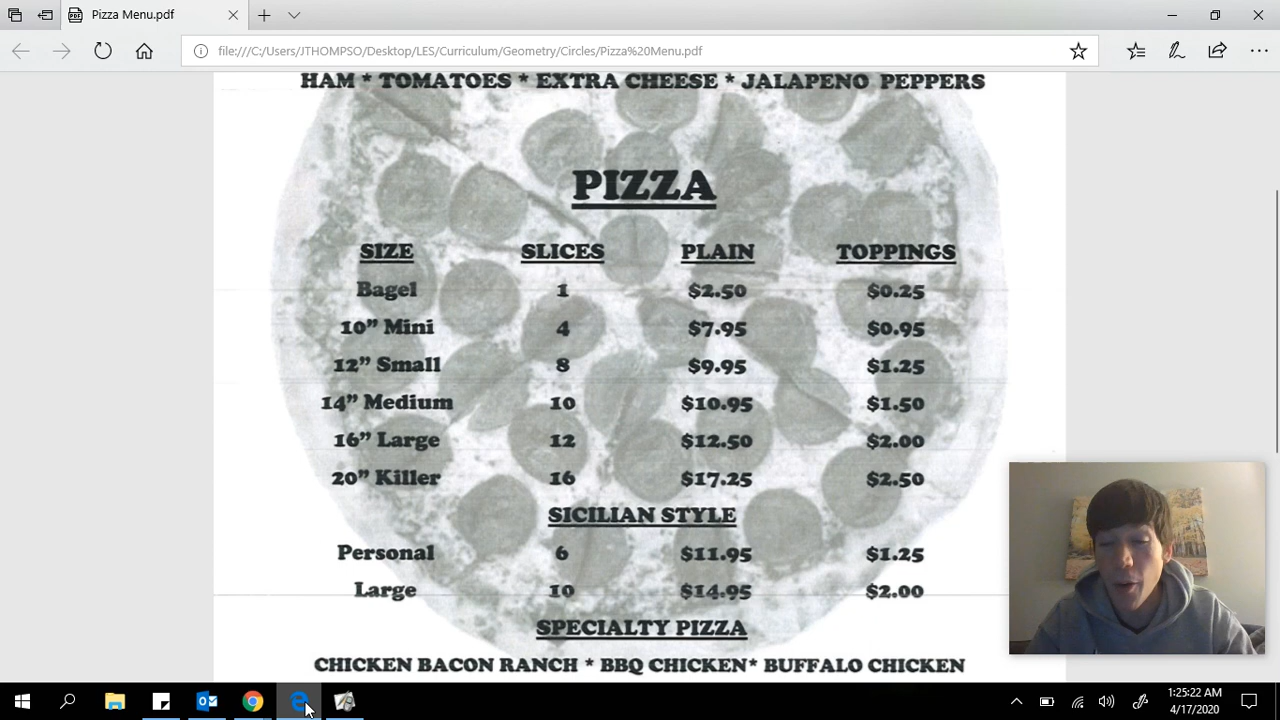 Pizza Menu.pdf
file:///C:/Users/JTHOMPSO/Desktop/LES/Curriculum/Geometry/Circles/Pizza%20Menu.pdf
HAM * TOMATOES * EXTRA CHEESE * JALAPENO PEPPERS
PIZZA
SIZE SLICES PLAIN TOPPINGS
Bagel 1 $2.50 $0.25
10” Mini 4 $7.95 $0.95
12” Small 8 $9.95 $1.25
14” Medium 10 $10.95 $1.50
16” Large 12 $12.50 $2.00
20” Killer 16 $17.25 $2.50
SICILIAN STYLE
Personal 6 $11.95 $1.25
Large 10 $14.95 $2.00
SPECIALTY PIZZA
CHICKEN BACON RANCH * BBQ CHICKEN* BUFFALO CHICKEN
1:25:22 AM
4/17/2020